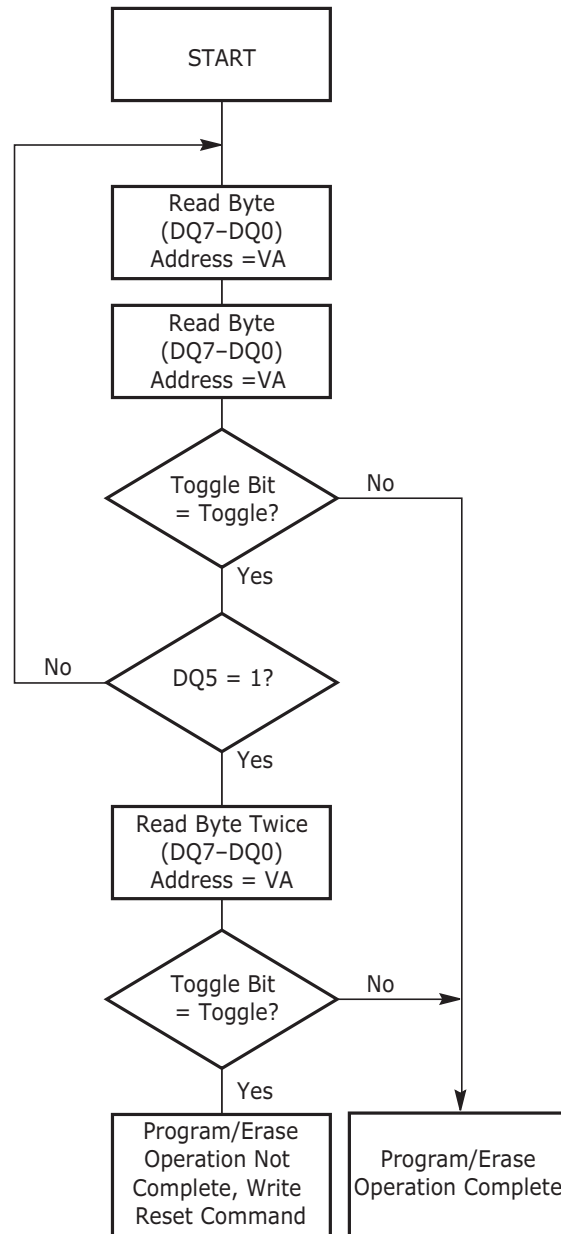 START
Read Byte
(DQ7–DQ0)
Address =VA
Read Byte
(DQ7–DQ0)
Address =VA
Toggle Bit
= Toggle?
No
Yes
No
DQ5 = 1?
Yes
Read Byte Twice
(DQ7–DQ0)
Address = VA
Toggle Bit
= Toggle?
No
Yes
Program/Erase
Operation Not
Complete, Write
Reset Command
Program/Erase
Operation Complete